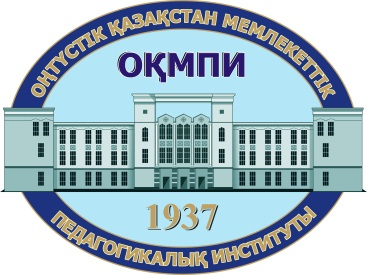 ОҢТҮСТІК ҚАЗАҚСТАН МЕМЛЕКЕТТІК
ОҚМПИ
1937
ПЕДАГОГИКАЛЫҚ ИНСТИТУТЫ